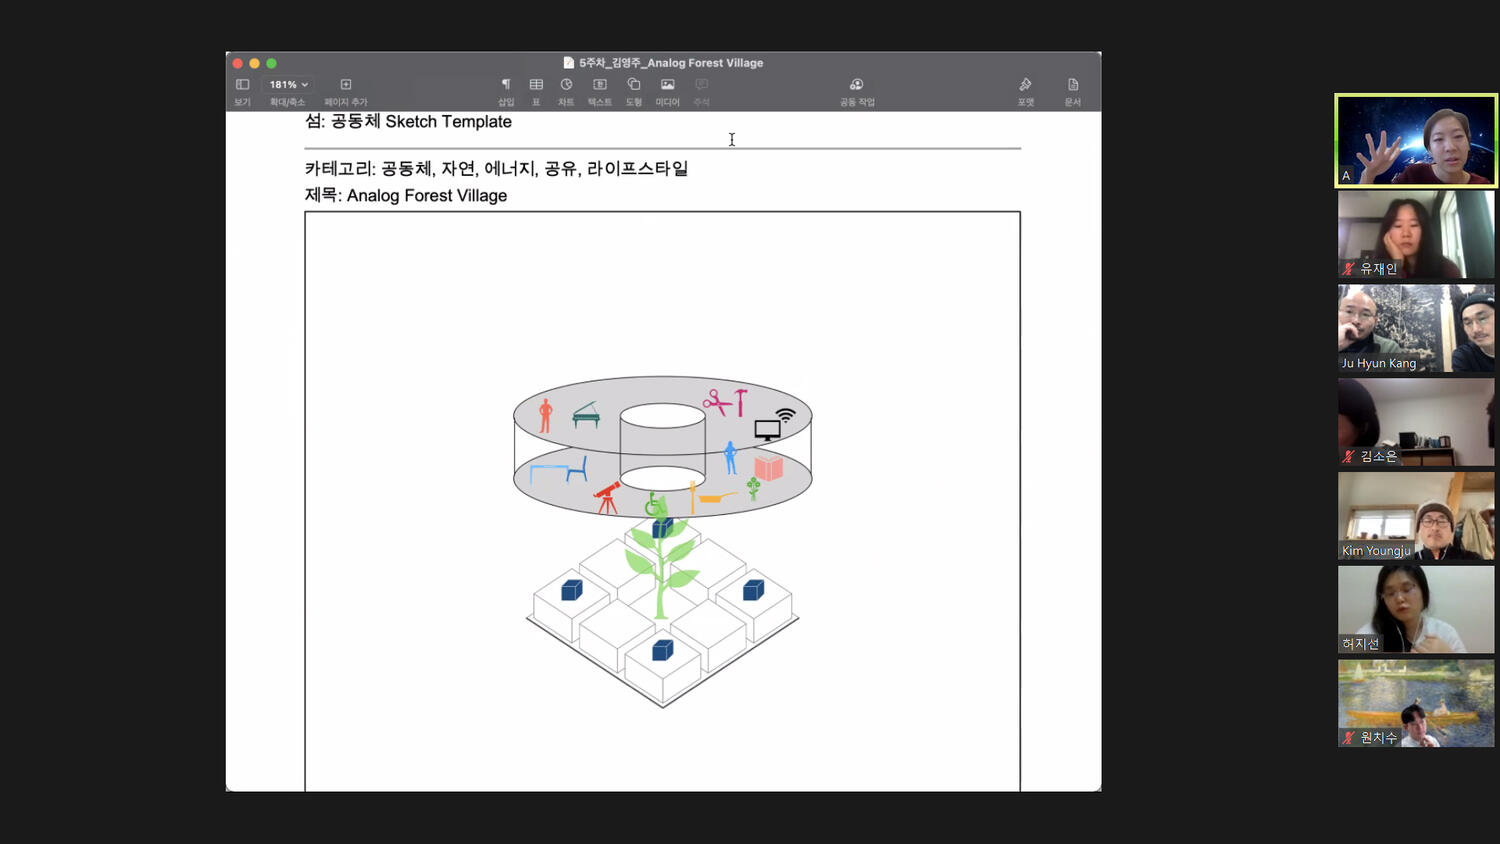 5주차_김영주_Analog Forest Village
181%
보기
확대/축소
페이지 추가
삽입
표
차트
텍스트
도형
미디어
주석
공동 작업
포맷
문서
섬: 공동체 Sketch Template
카테고리: 공동체, 자연, 에너지, 공유, 라이프스타일
제목: Analog Forest Village
A
유재인
Ju Hyun Kang
김소은
Kim Youngju
허지선
원치수